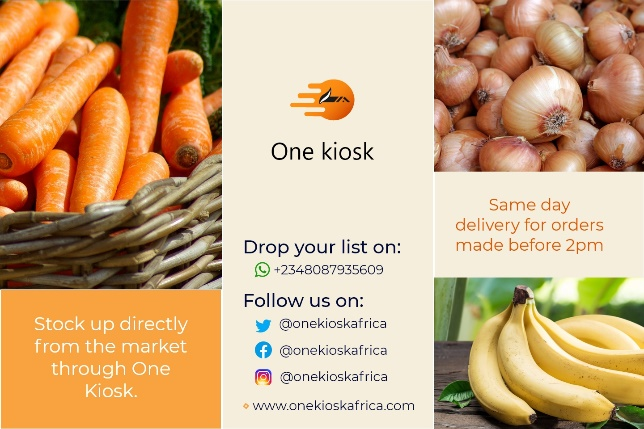 One kiosk
Drop your list on:
+2348087935609
Follow us on:
@onekioskafrica
@onekioskafrica
@onekioskafrica
www.onekioskafrica.com
Stock up directly
from the market
through One
Kiosk.
Same day
delivery for orders
made before 2pm